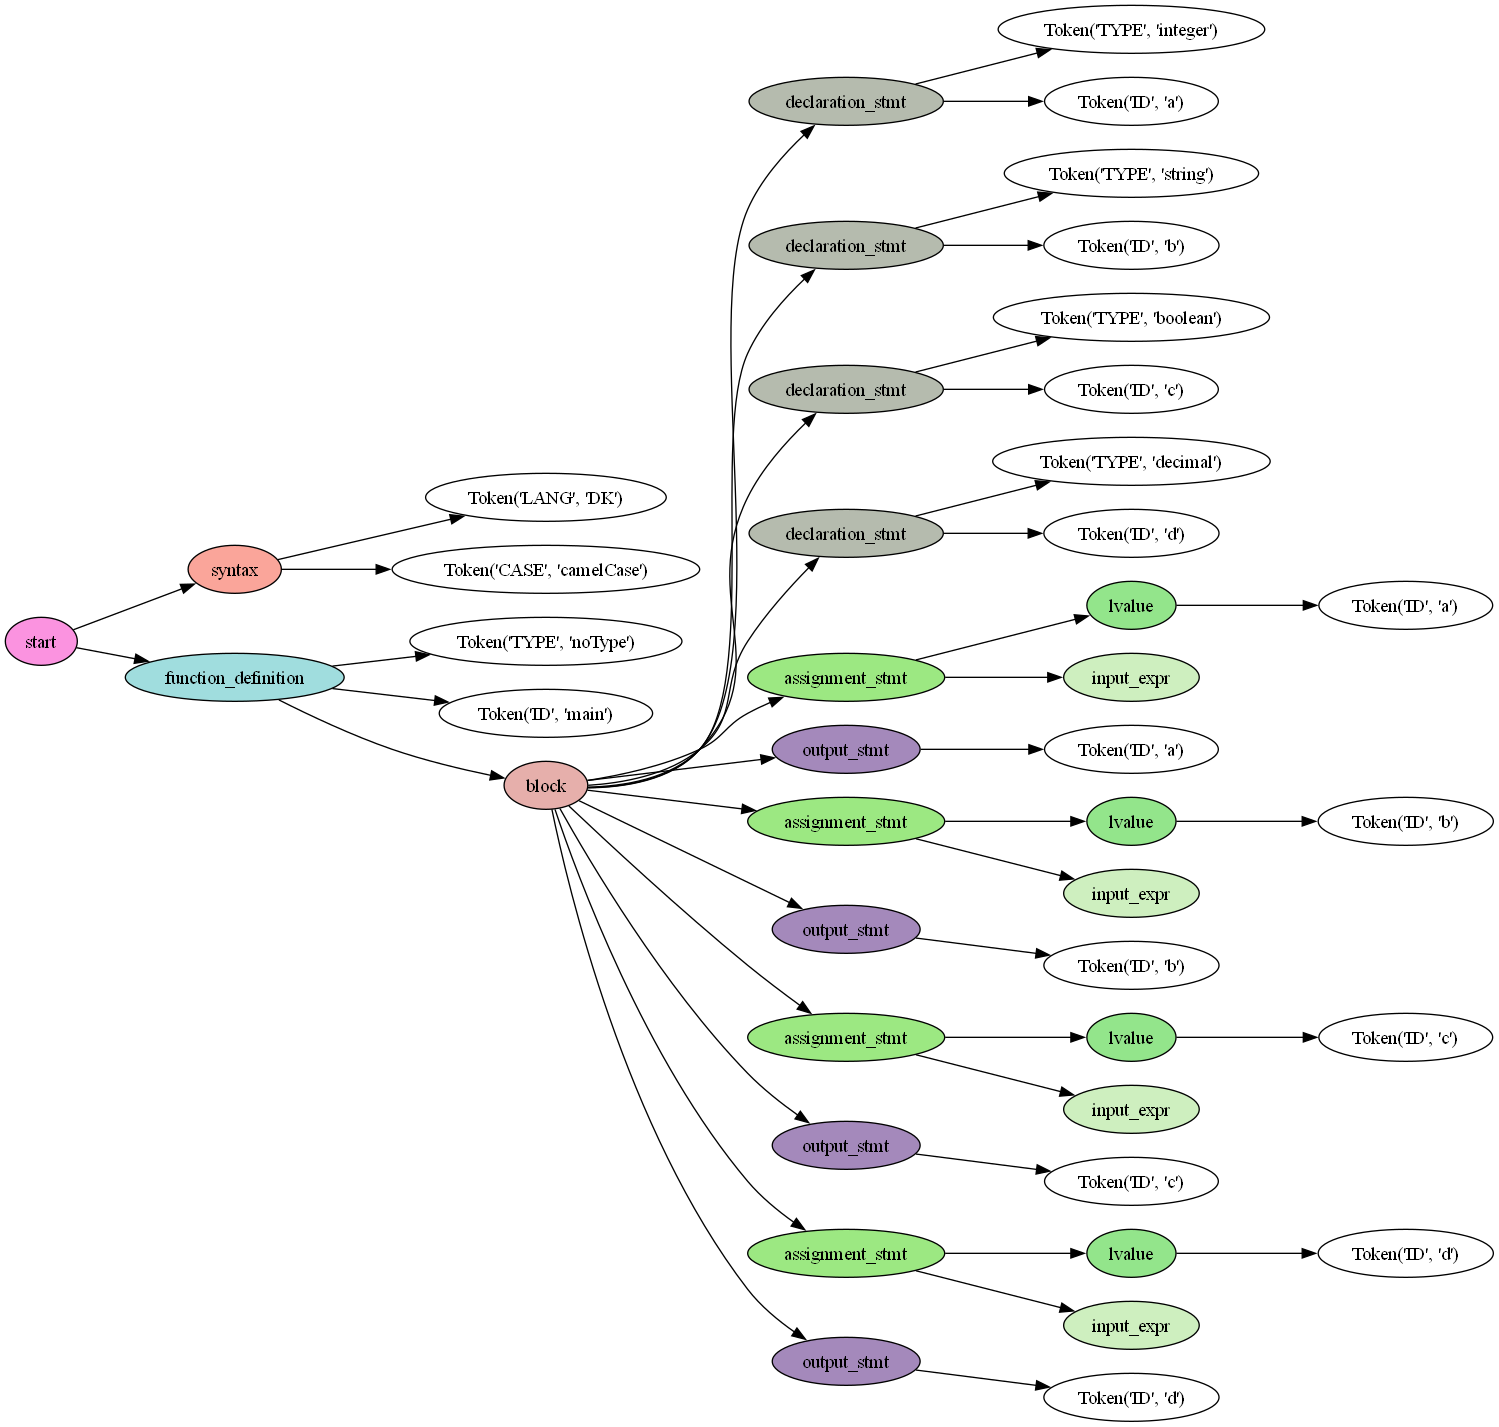 Token('TYPE', 'integer')
declaration_stmt
Token('ID', 'a')
Token('TYPE', 'string')
declaration_stmt
Token('ID', 'b')
Token('TYPE', 'boolean')
declaration_stmt
Token('ID', 'c')
Token('TYPE', 'decimal')
Token('LANG', 'DK')
declaration_stmt
Token('ID', 'd')
syntax
Token('CASE', 'camelCase')
lvalue
Token('ID', 'a')
start
Token('TYPE', 'noType')
function_definition
assignment_stmt
input_expr
Token('ID', 'main')
output_stmt
Token('ID', 'a')
block
assignment_stmt
lvalue
Token('ID', 'b')
input_expr
output_stmt
Token('ID', 'b')
assignment_stmt
lvalue
Token('ID', 'c')
input_expr
output_stmt
Token('ID', 'c')
assignment_stmt
lvalue
Token('ID', 'd')
input_expr
output_stmt
Token('ID', 'd')